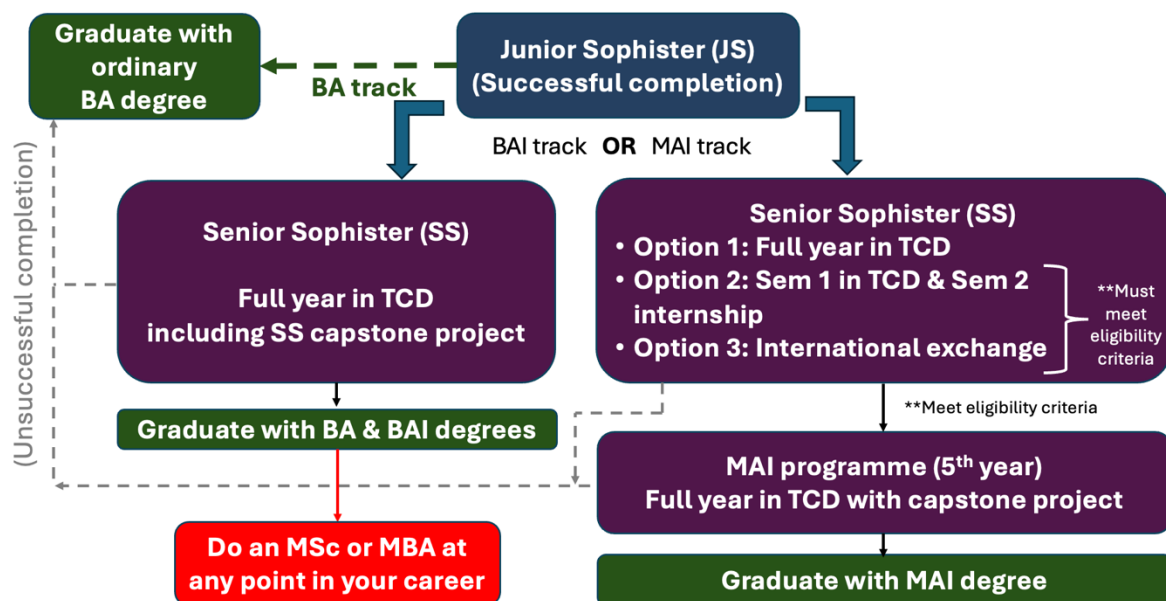 Graduate with
ordinary
BA degree
BA track
Junior Sophister (JS)
(Successful completion)
BAI track OR MAI track
(Unsuccessful completion)
Senior Sophister (SS)
Full year in TCD
including SS capstone project
Senior Sophister (SS)
• Option 1: Full year in TCD
• Option 2: Sem 1 in TCD & Sem 2
internship
• Option 3: International exchange
**Must
meet
eligibility
criteria
Graduate with BA & BAI degrees
**Meet eligibility criteria
MAI programme (5th year)
Full year in TCD with capstone project
Do an MSc or MBA at
any point in your career
Graduate with MAI degree